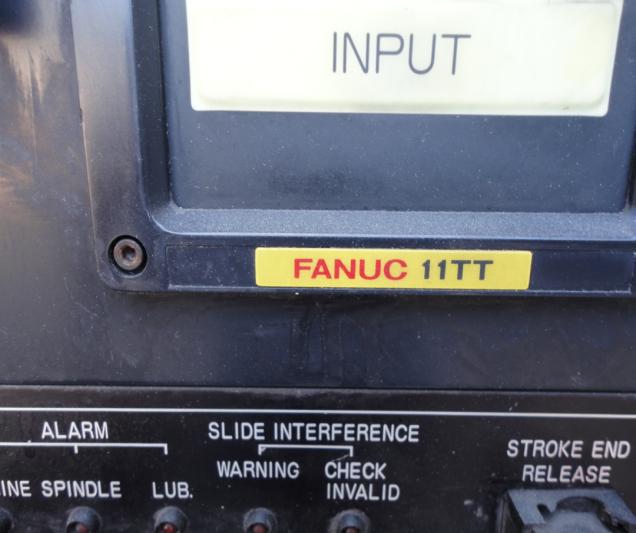 INPUT
FANUC 11TT
ALARM
SLIDE INTERFERENCE
STROKE END
RELEASE
WARNING
CHECK
INVALID
SPINDLE
LUB.